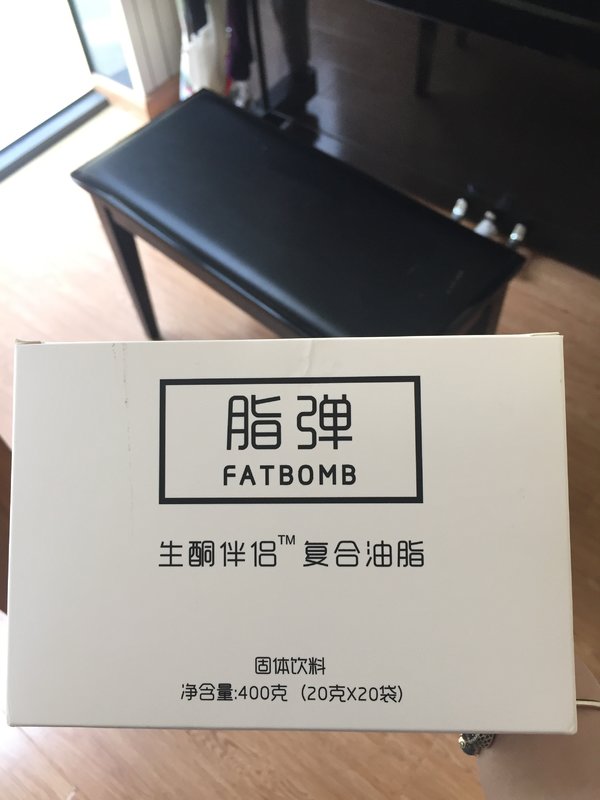 脂弹
FATBOMB
生酮伴侣™复合油脂
固体饮料
净含量:400克 (20克X20袋)